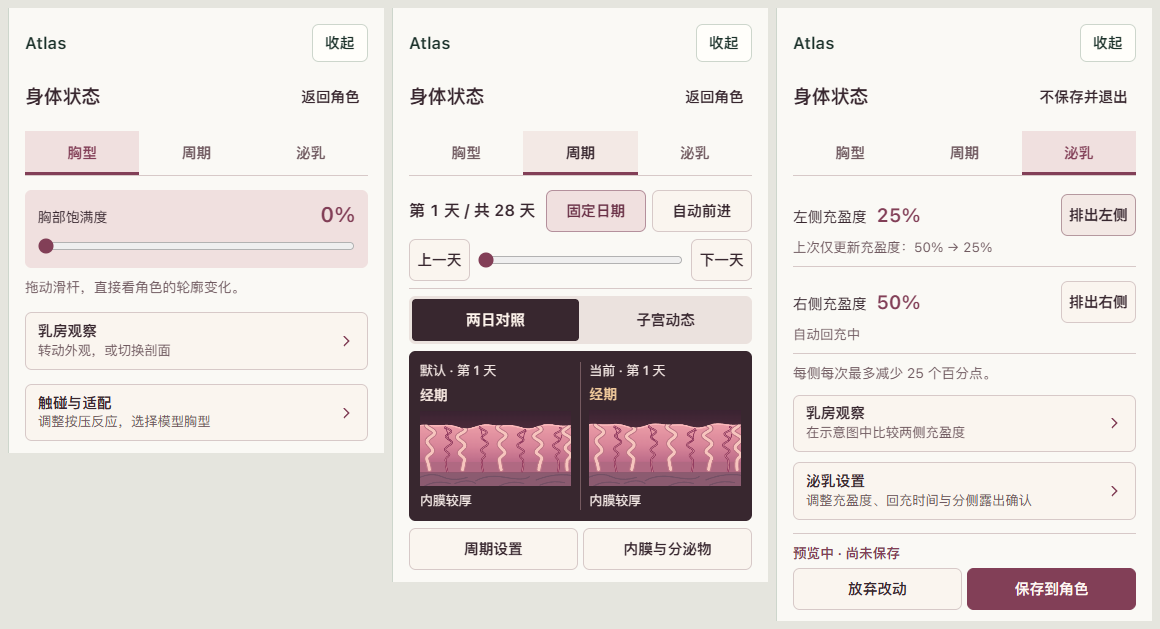 Atlas
收起
身体状态
返回角色
胸型
周期
泌乳
胸部饱满度
0%
拖动滑杆，直接看角色的轮廓变化。
乳房观察
转动外观，或切换剖面
触碰与适配
调整按压反应，选择模型胸型
Atlas
收起
身体状态
返回角色
胸型
周期
泌乳
第 1 天 / 共 28 天
固定日期
自动前进
上一天
下一天
两日对照
子宫动态
默认 · 第 1 天
经期
内膜较厚
当前 · 第 1 天
经期
内膜较厚
周期设置
内膜与分泌物
Atlas
收起
身体状态
不保存并退出
胸型
周期
泌乳
左侧充盈度 25%
排出左侧
上次仅更新充盈度：50% → 25%
右侧充盈度 50%
排出右侧
自动回充中
每侧每次最多减少 25 个百分点。
乳房观察
在示意图中比较两侧充盈度
泌乳设置
调整充盈度、回充时间与分侧露出确认
预览中 · 尚未保存
放弃改动
保存到角色